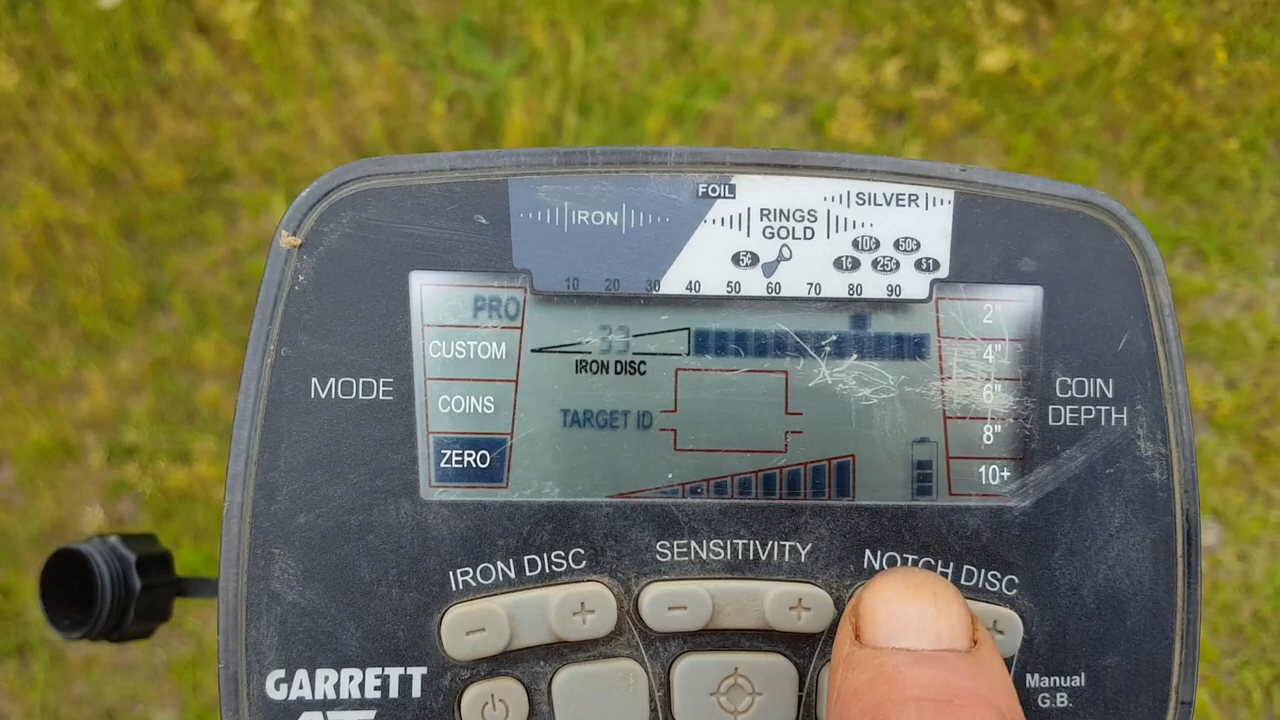 FOIL
IRON
RINGS
GOLD
SILVER
5¢
10¢
50¢
1¢
25¢
$1
10 20 30 40 50 60 70 80 90
PRO
CUSTOM
COINS
ZERO
MODE
33
IRON DISC
TARGET ID
2"
4"
6"
8"
10+
COIN
DEPTH
IRON DISC
SENSITIVITY
NOTCH DISC
- +
- +
+
GARRETT
AT
Manual
G.B.